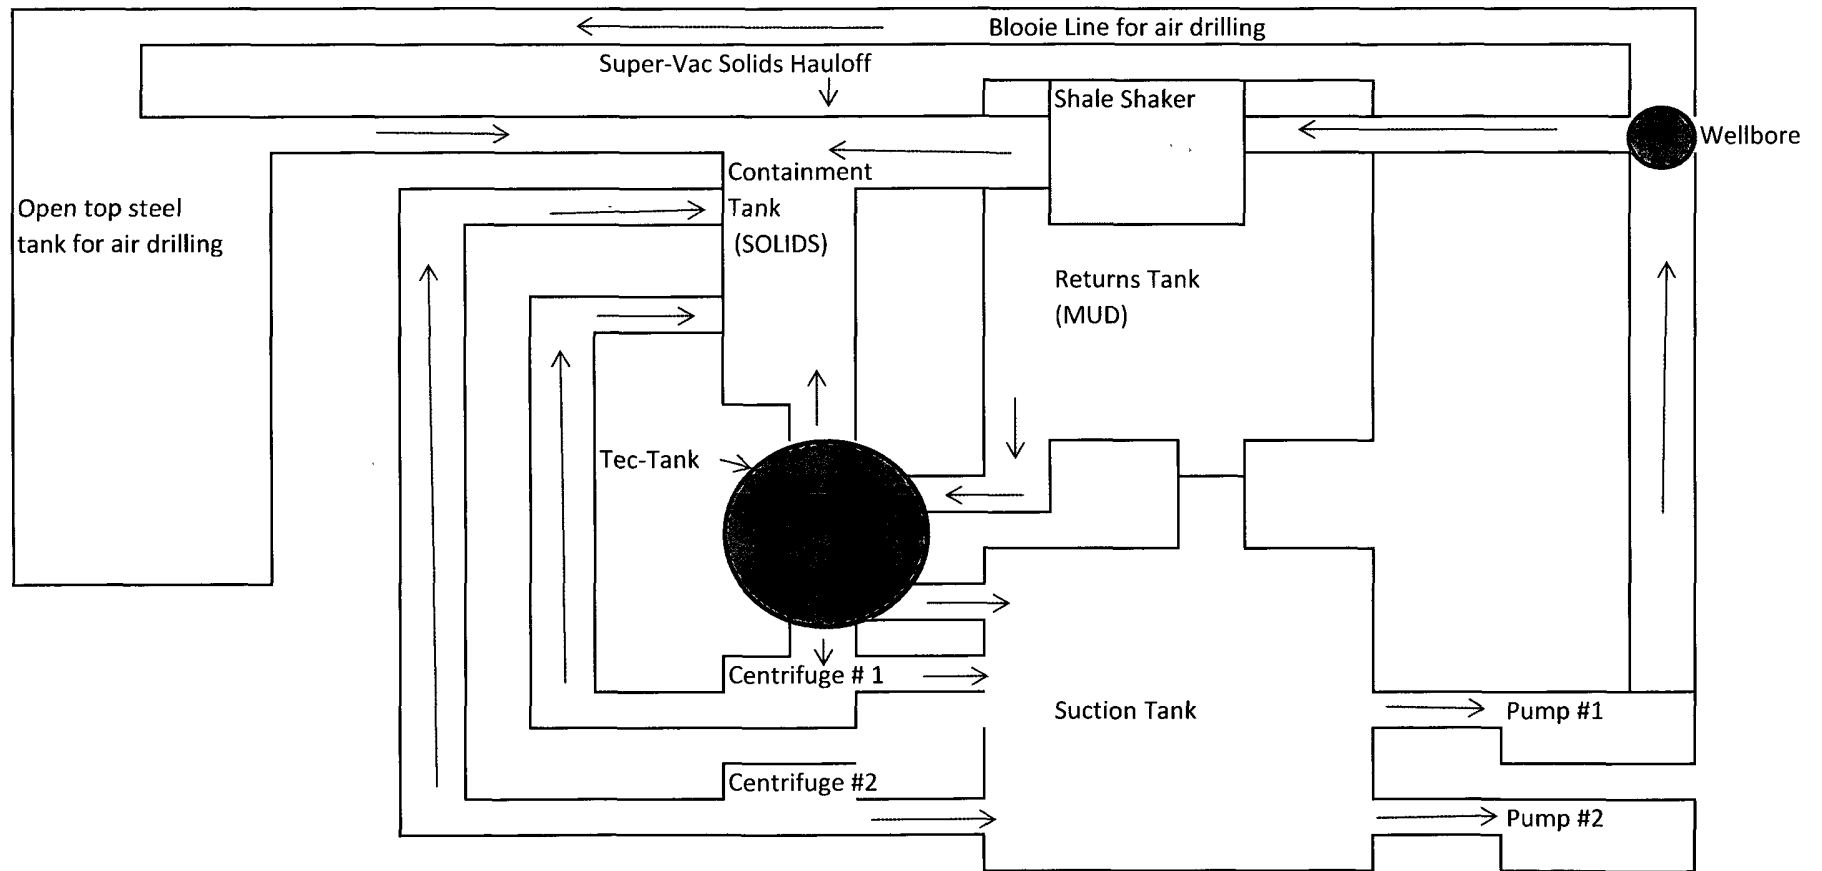 Blooie Line for air drilling
Super-Vac Solids Hauloff
Shale Shaker
Wellbore
Containment
Tank
(SOLIDS)
Open top steel
tank for air drilling
Returns Tank
(MUD)
Tec-Tank
Centrifuge # 1
Suction Tank
Pump #1
Centrifuge #2
Pump #2